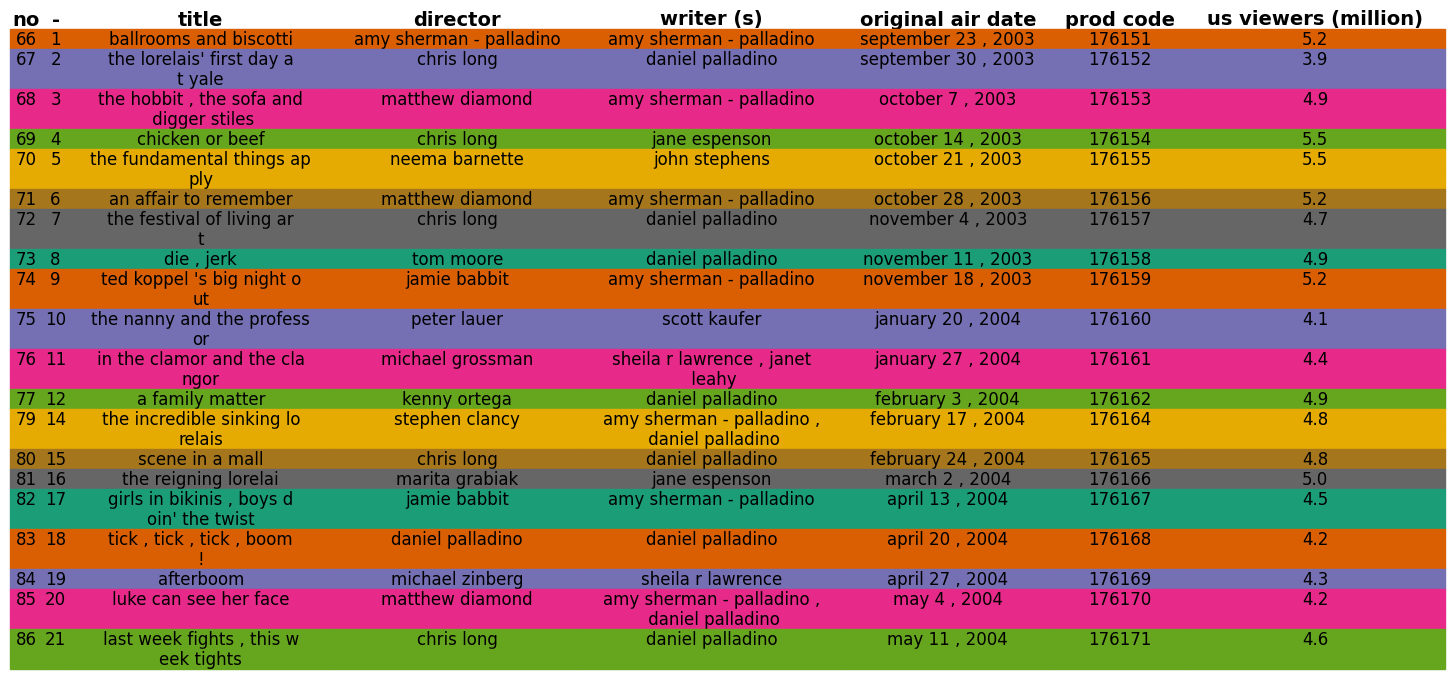 no - title director writer (s) original air date prod code us viewers (million)
66 1 ballrooms and biscotti amy sherman - palladino amy sherman - palladino september 23 , 2003 176151 5.2
67 2 the lorelais' first day a chris long daniel palladino september 30 , 2003 176152 3.9
t yale
68 3 the hobbit , the sofa and matthew diamond amy sherman - palladino october 7 , 2003 176153 4.9
digger stiles
69 4 chicken or beef chris long jane espenson october 14 , 2003 176154 5.5
70 5 the fundamental things ap neema barnette john stephens october 21 , 2003 176155 5.5
ply
71 6 an affair to remember matthew diamond amy sherman - palladino october 28 , 2003 176156 5.2
72 7 the festival of living ar chris long daniel palladino november 4 , 2003 176157 4.7
t
73 8 die , jerk tom moore daniel palladino november 11 , 2003 176158 4.9
74 9 ted koppel 's big night o jamie babbit amy sherman - palladino november 18 , 2003 176159 5.2
ut
75 10 the nanny and the profess peter lauer scott kaufer january 20 , 2004 176160 4.1
or
76 11 in the clamor and the cla michael grossman sheila r lawrence , janet january 27 , 2004 176161 4.4
ngor leahy
77 12 a family matter kenny ortega daniel palladino february 3 , 2004 176162 4.9
79 14 the incredible sinking lo stephen clancy amy sherman - palladino , february 17 , 2004 176164 4.8
relais daniel palladino
80 15 scene in a mall chris long daniel palladino february 24 , 2004 176165 4.8
81 16 the reigning lorelai marita grabiak jane espenson march 2 , 2004 176166 5.0
82 17 girls in bikinis , boys d jamie babbit amy sherman - palladino april 13 , 2004 176167 4.5
oin' the twist
83 18 tick , tick , tick , boom daniel palladino daniel palladino april 20 , 2004 176168 4.2
!
84 19 afterboom michael zinberg sheila r lawrence april 27 , 2004 176169 4.3
85 20 luke can see her face matthew diamond amy sherman - palladino , may 4 , 2004 176170 4.2
daniel palladino
86 21 last week fights , this w chris long daniel palladino may 11 , 2004 176171 4.6
eek tights